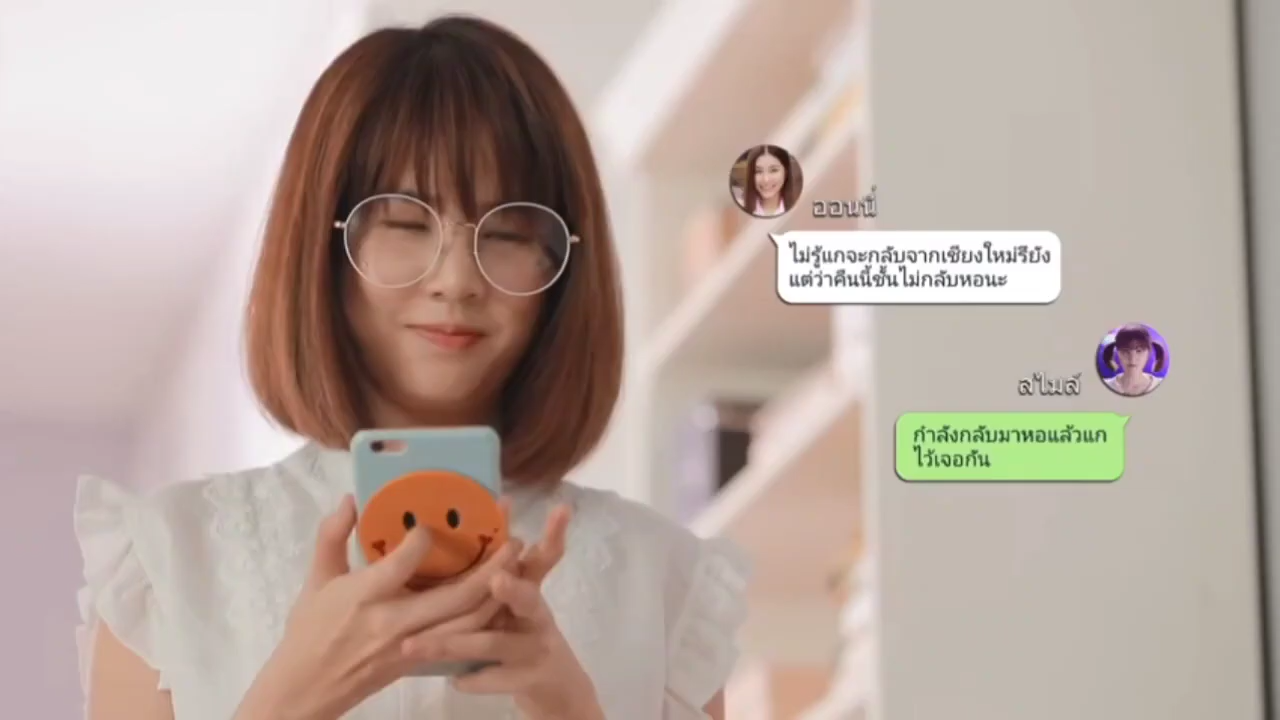 ออนนี่
ไม่รู้แกจะกลับจากเชียงใหม่รึยัง
แต่ว่าคืนนี้ชั้นไม่กลับหอนะ
สไมล์
กำลังกลับมาหอแล้วแก
ไว้เจอกัน